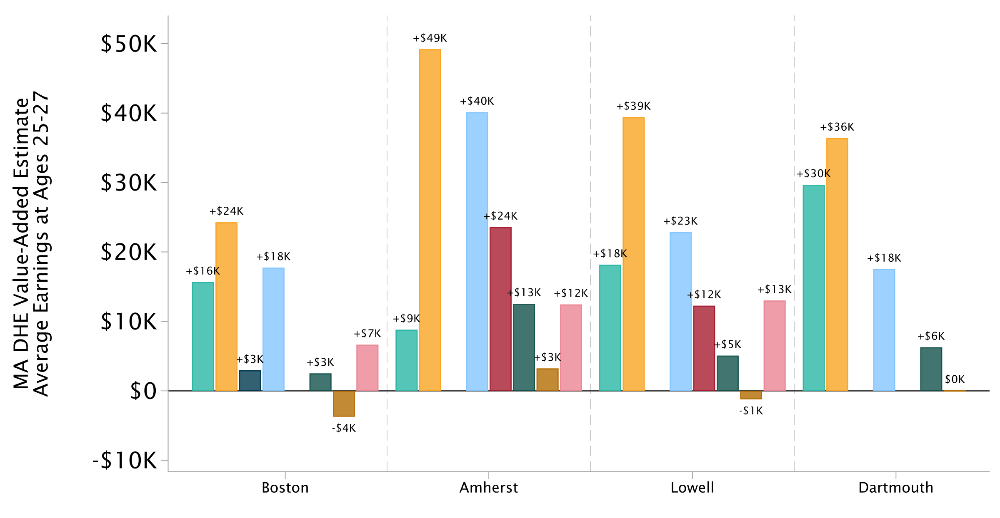 MA DHE Value-Added Estimate
Average Earnings at Ages 25-27
$50K
$40K
$30K
$20K
$10K
$0
-$10K
+$16K
+$24K
+$3K
+$18K
+$3K
-$4K
+$7K
+$9K
+$49K
+$40K
+$24K
+$13K
+$3K
+$12K
+$18K
+$39K
+$23K
+$12K
+$5K
-$1K
+$13K
+$30K
+$36K
+$18K
+$6K
$0K
Boston
Amherst
Lowell
Dartmouth